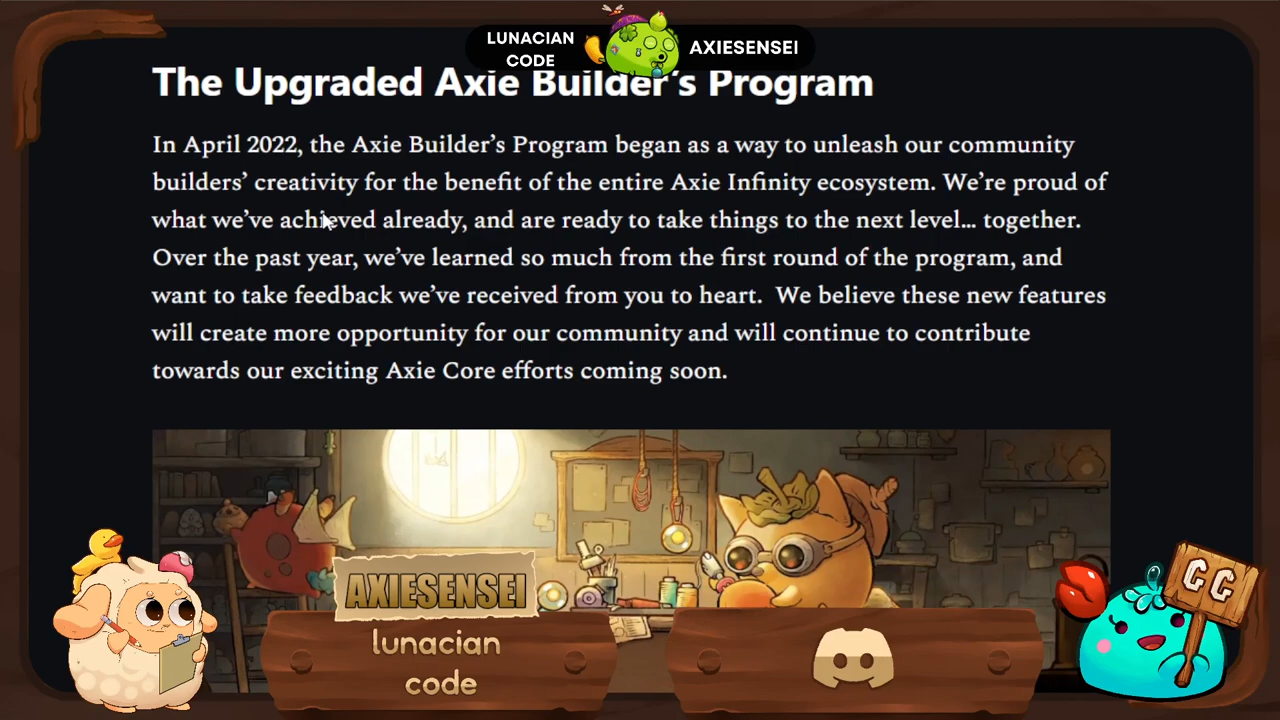 LUNACIAN
CODE
AXIESENSEI
The Upgraded Axie Builder’s Program
In April 2022, the Axie Builder’s Program began as a way to unleash our community
builders’ creativity for the benefit of the entire Axie Infinity ecosystem. We’re proud of
what we’ve achieved already, and are ready to take things to the next level... together.
Over the past year, we’ve learned so much from the first round of the program, and
want to take feedback we’ve received from you to heart.  We believe these new features
will create more opportunity for our community and will continue to contribute
towards our exciting Axie Core efforts coming soon.
AXIESENSEI
lunacian
code
GG